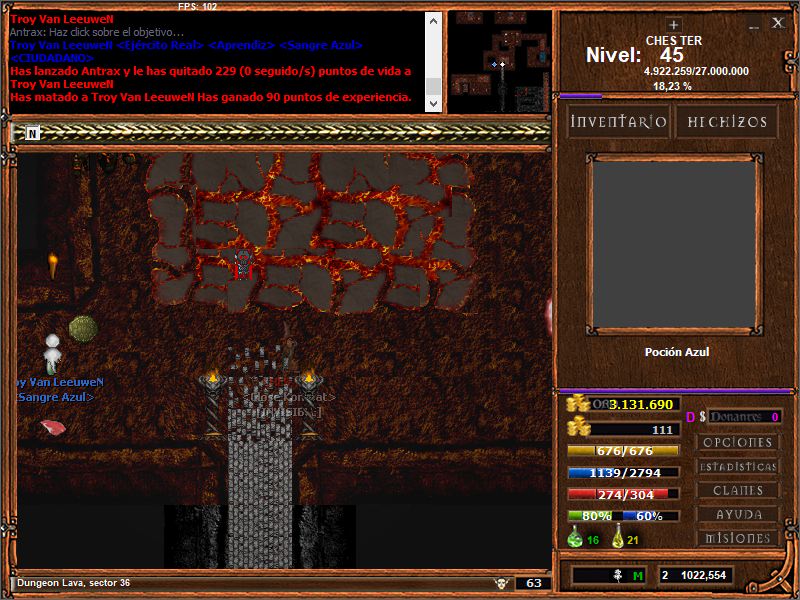 FPS: 102
Troy Van LeeuweN
Antrax: Haz click sobre el objetivo...
Troy Van LeeuweN <Ejército Real> <Aprendiz> <Sangre Azul>
<CIUDADANO>
Has lanzado Antrax y le has quitado 229 (0 seguido/s) puntos de vida a
Troy Van LeeuweN
Has matado a Troy Van LeeuweN Has ganado 90 puntos de experiencia.
N
CHES TER
Nivel: 45
4.922.259/27.000.000
18,23 %
INVENTARIO HECHIZOS
Poción Azul
oy Van LeeuweN
Sangre Azul>
ORO 3.131.690
D $ Donares 0
111
OPCIONES
676/676
ESTADÍSTICAS
1139/2794
CLANES
274/304
AYUDA
80% 60%
16 21
MISIONES
Dungeon Lava, sector 36
63
M
2 1022,554